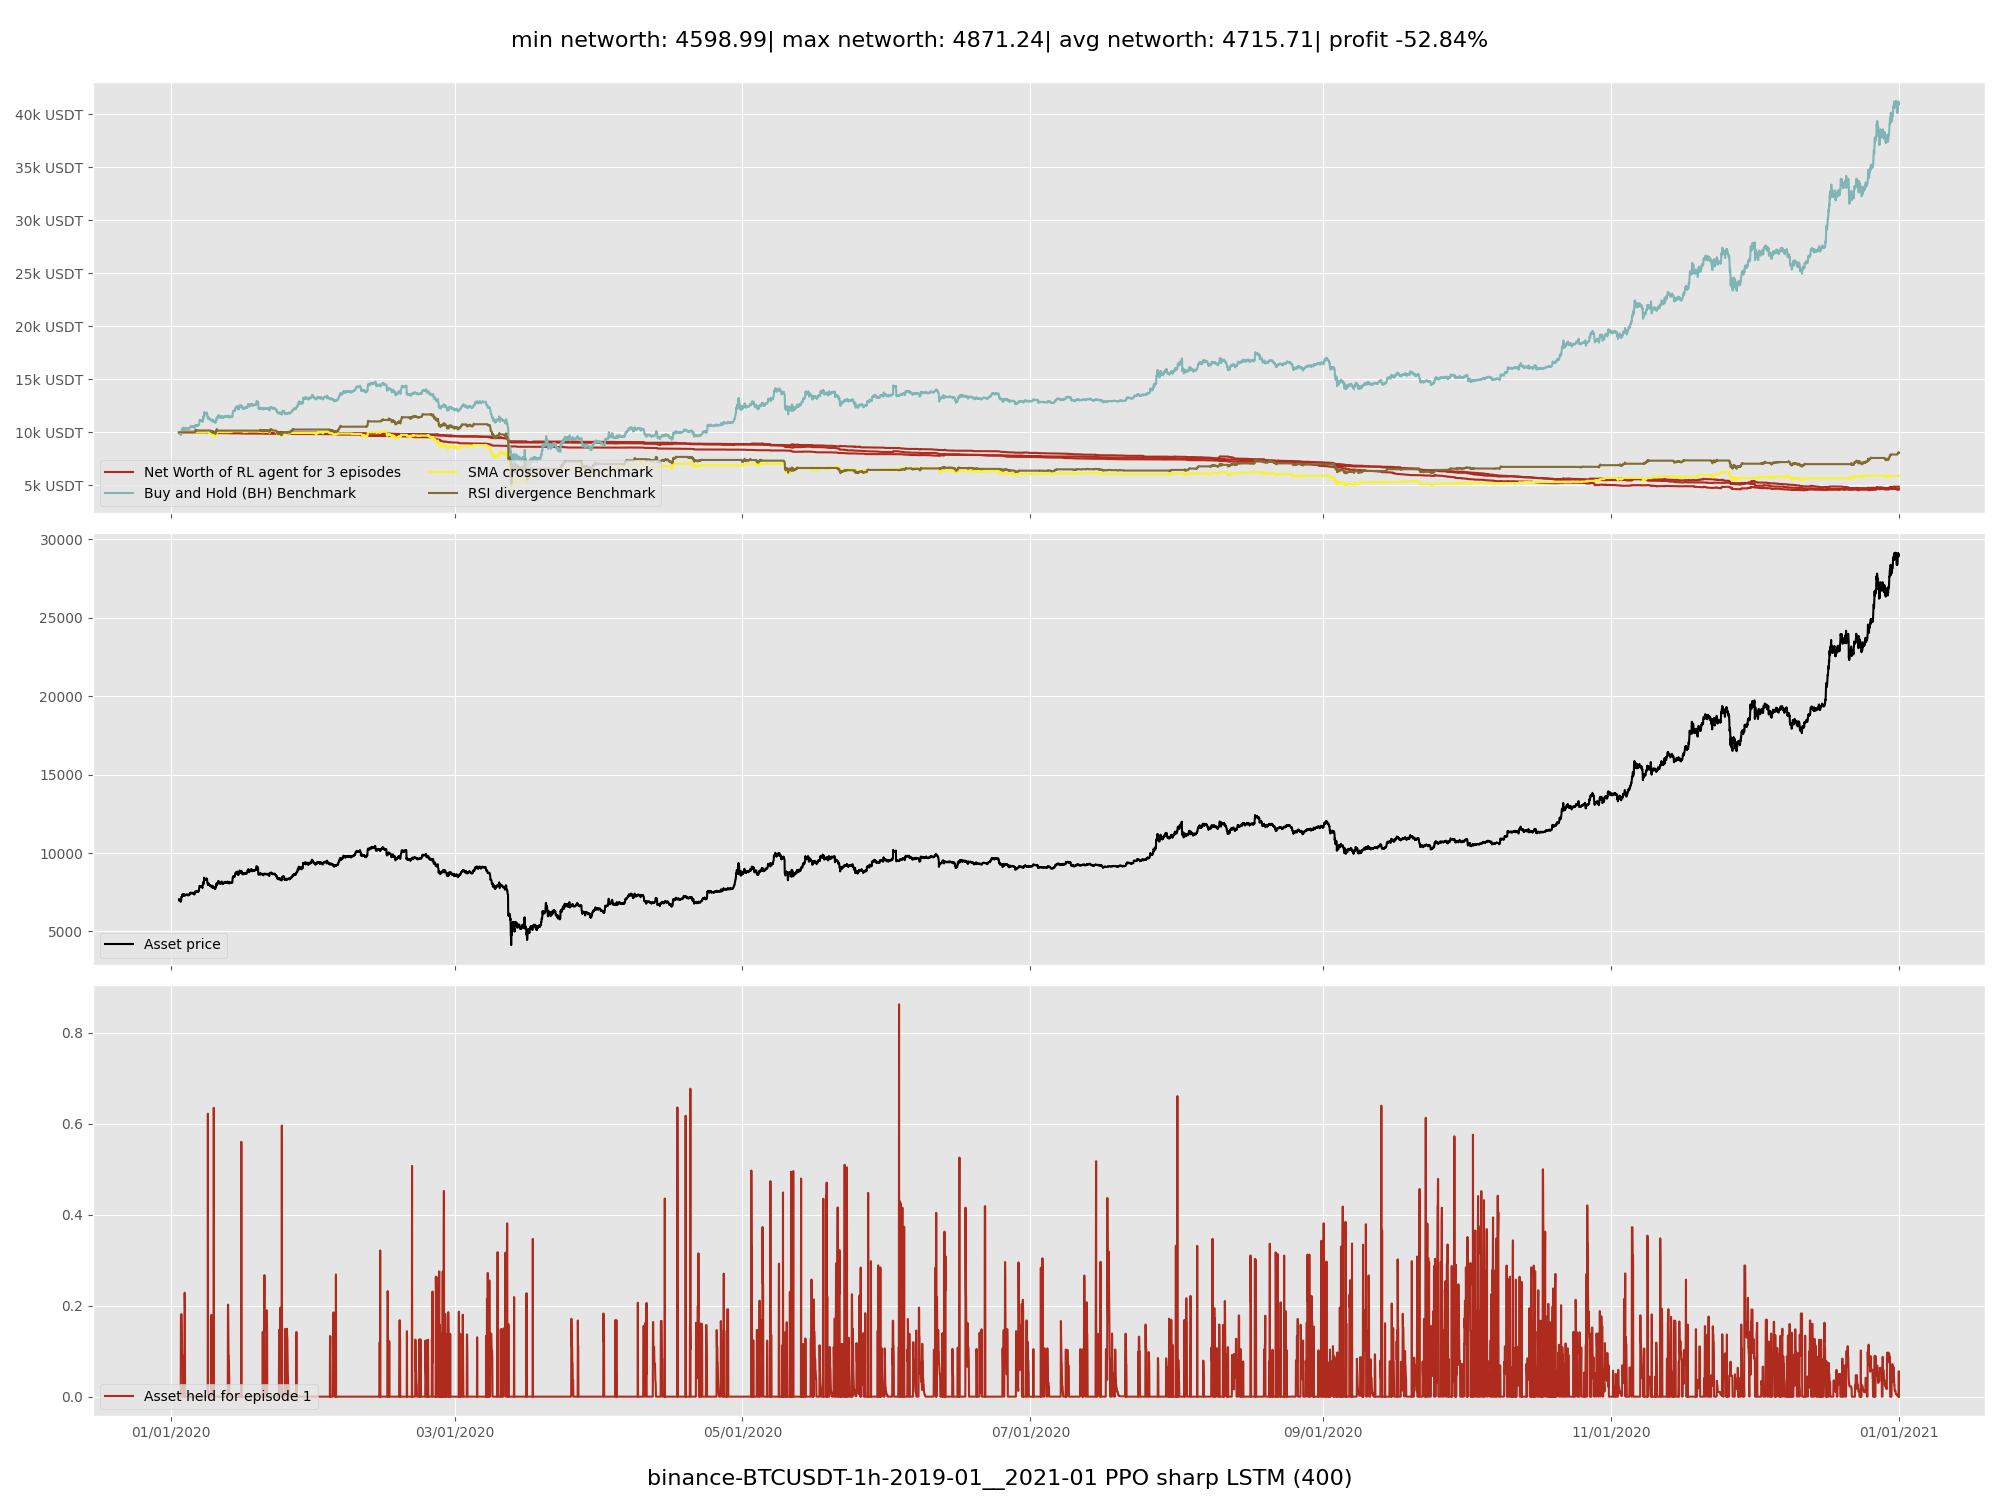 min networth: 4598.99| max networth: 4871.24| avg networth: 4715.71| profit -52.84%
40k USDT
35k USDT
30k USDT
25k USDT
20k USDT
15k USDT
10k USDT
5k USDT
Net Worth of RL agent for 3 episodes
Buy and Hold (BH) Benchmark
SMA crossover Benchmark
RSI divergence Benchmark
30000
25000
20000
15000
10000
5000
Asset price
0.8
0.6
0.4
0.2
0.0
Asset held for episode 1
01/01/2020 03/01/2020 05/01/2020 07/01/2020 09/01/2020 11/01/2020 01/01/2021
binance-BTCUSDT-1h-2019-01__2021-01 PPO sharp LSTM (400)